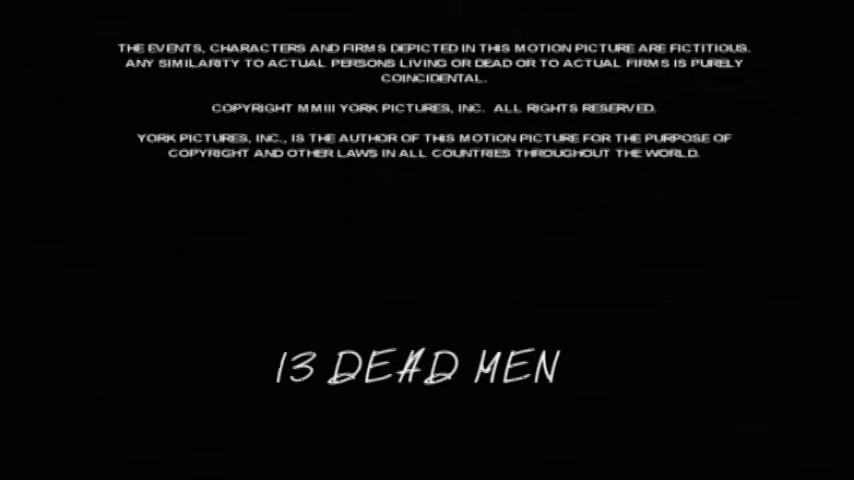 THE EVENTS, CHARACTERS AND FIRMS DEPICTED IN THIS MOTION PICTURE ARE FICTITIOUS.
ANY SIMILARITY TO ACTUAL PERSONS LIVING OR DEAD OR TO ACTUAL FIRMS IS PURELY
COINCIDENTAL.
COPYRIGHT MMIII YORK PICTURES, INC. ALL RIGHTS RESERVED.
YORK PICTURES, INC., IS THE AUTHOR OF THIS MOTION PICTURE FOR THE PURPOSE OF
COPYRIGHT AND OTHER LAWS IN ALL COUNTRIES THROUGHOUT THE WORLD.
13 DEAD MEN